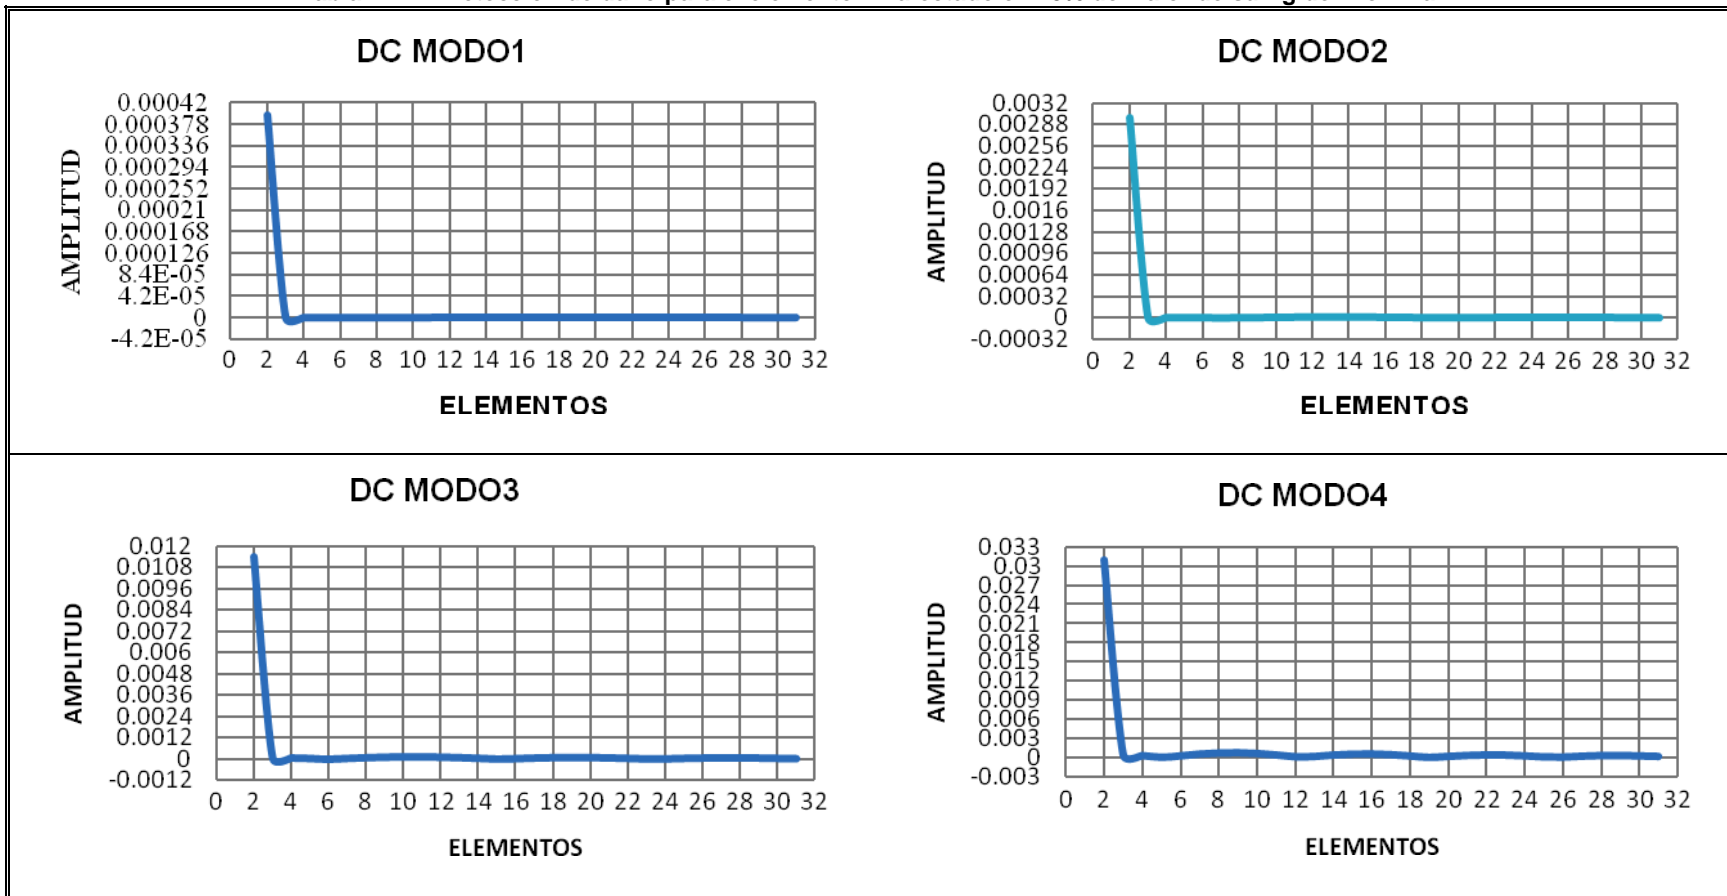 DC MODO1
0.00042
0.000378
0.000336
0.000294
0.000252
0.00021
0.000168
0.000126
8.4E-05
4.2E-05
0
-4.2E-05
AMPLITUD
0 2 4 6 8 10 12 14 16 18 20 22 24 26 28 30 32
ELEMENTOS
DC MODO2
0.0032
0.00288
0.00256
0.00224
0.00192
0.0016
0.00128
0.00096
0.00064
0.00032
0
-0.00032
AMPLITUD
0 2 4 6 8 10 12 14 16 18 20 22 24 26 28 30 32
ELEMENTOS
DC MODO3
0.012
0.0108
0.0096
0.0084
0.0072
0.006
0.0048
0.0036
0.0024
0.0012
0
-0.0012
AMPLITUD
0 2 4 6 8 10 12 14 16 18 20 22 24 26 28 30 32
ELEMENTOS
DC MODO4
0.033
0.03
0.027
0.024
0.021
0.018
0.015
0.012
0.009
0.006
0.003
0
-0.003
AMPLITUD
0 2 4 6 8 10 12 14 16 18 20 22 24 26 28 30 32
ELEMENTOS